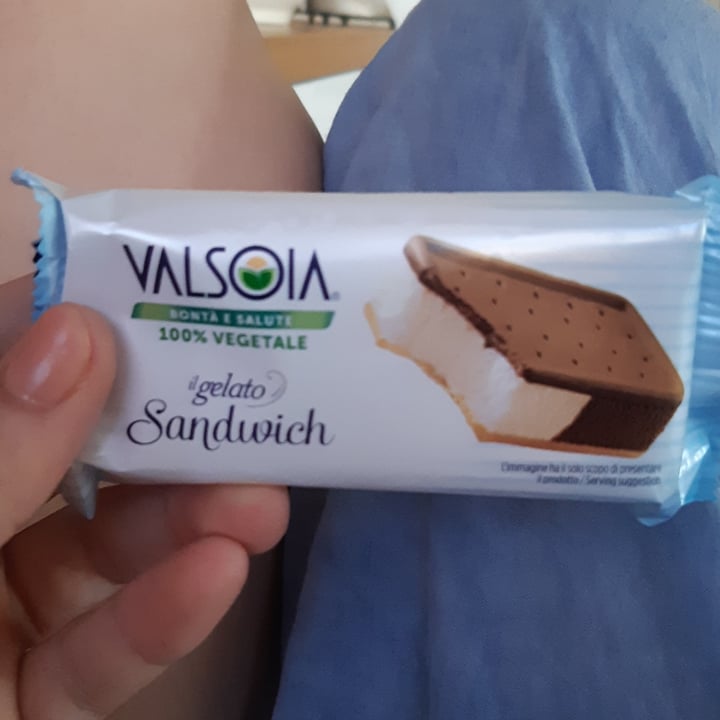 VALSOIA®
BONTÀ E SALUTE
100% VEGETALE
il gelato
Sandwich
L'immagine ha il solo scopo di presentare
il prodotto / Serving suggestion